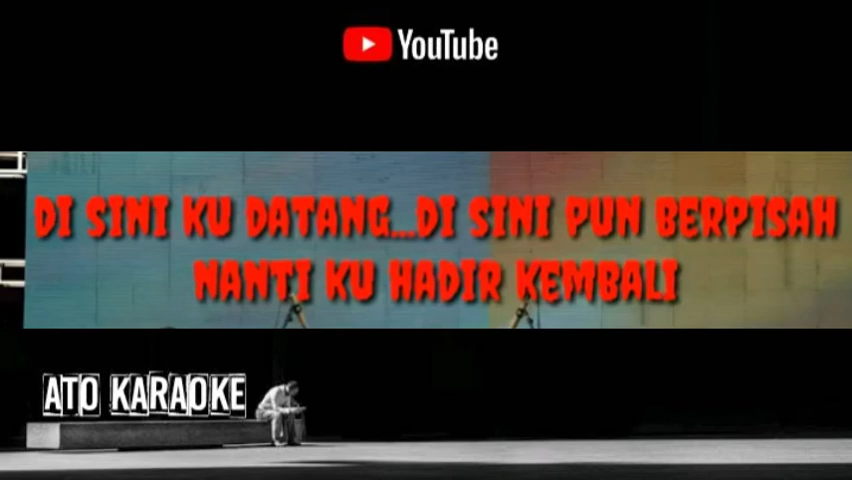 YouTube
DI SINI KU DATANG...DI SINI PUN BERPISAH
NANTI KU HADIR KEMBALI
ATO KARAOKE